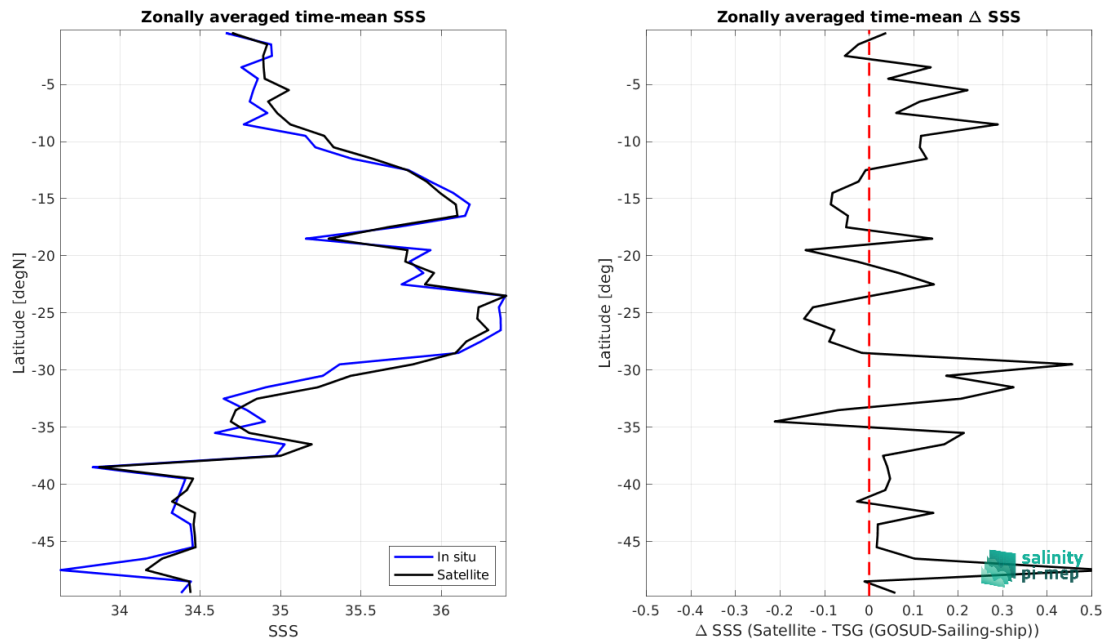 Zonally averaged time-mean SSS
Latitude [degN]
-5
-10
-15
-20
-25
-30
-35
-40
-45
In situ
Satellite
34 34.5 35 35.5 36
SSS
Zonally averaged time-mean Δ SSS
Latitude [deg]
-5
-10
-15
-20
-25
-30
-35
-40
-45
salinity
pi-mep
-0.5 -0.4 -0.3 -0.2 -0.1 0 0.1 0.2 0.3 0.4 0.5
Δ SSS (Satellite - TSG (GOSUD-Sailing-ship))